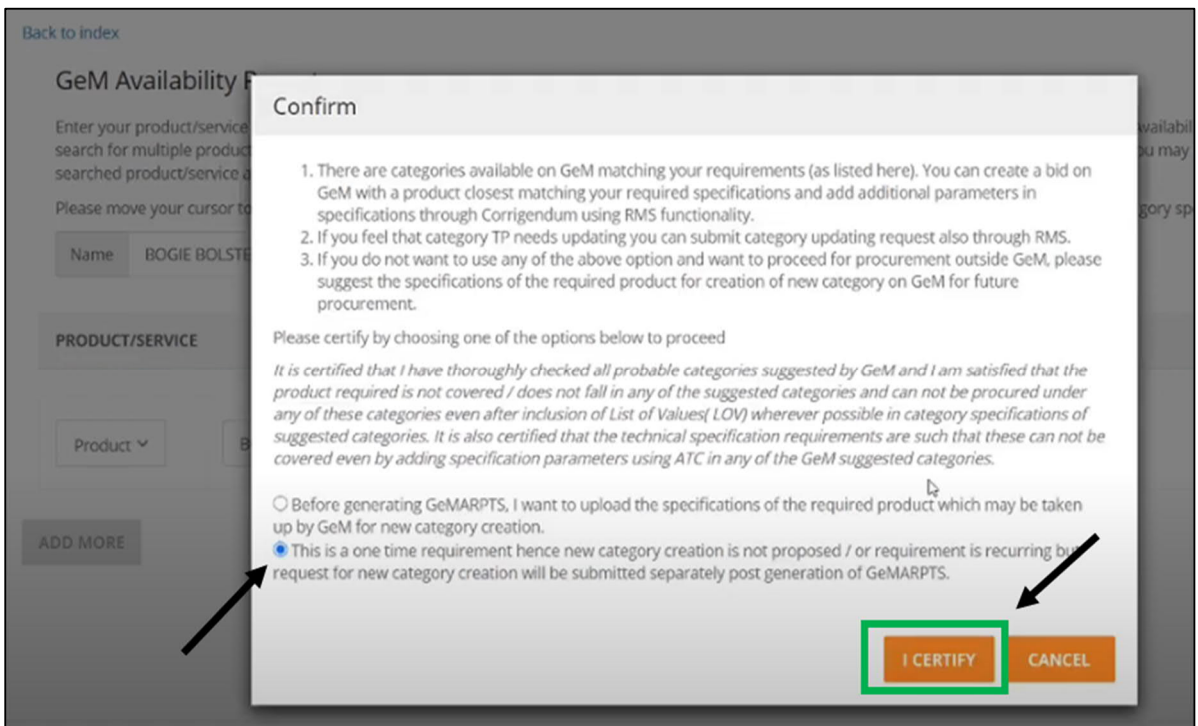 Back to index
GeM Availability
Confirm
Enter your product/service
search for multiple product
searched product/service a
Please move your cursor to
Name BOGIE BOLSTE
PRODUCT/SERVICE
Product
ADD MORE
1. There are categories available on GeM matching your requirements (as listed here). You can create a bid on
GeM with a product closest matching your required specifications and add additional parameters in
specifications through Corrigendum using RMS functionality.
2. If you feel that category TP needs updating you can submit category updating request also through RMS.
3. If you do not want to use any of the above option and want to proceed for procurement outside GeM, please
suggest the specifications of the required product for creation of new category on GeM for future
procurement.
Please certify by choosing one of the options below to proceed
It is certified that I have thoroughly checked all probable categories suggested by GeM and I am satisfied that the
product required is not covered / does not fall in any of the suggested categories and can not be procured under
any of these categories even after inclusion of List of Values( LOV) wherever possible in category specifications of
suggested categories. It is also certified that the technical specification requirements are such that these can not be
covered even by adding specification parameters using ATC in any of the GeM suggested categories.
Before generating GeMARPTS, I want to upload the specifications of the required product which may be taken
up by GeM for new category creation.
This is a one time requirement hence new category creation is not proposed / or requirement is recurring but
request for new category creation will be submitted separately post generation of GeMARPTS.
I CERTIFY CANCEL
vailabil
ou may
gory sp